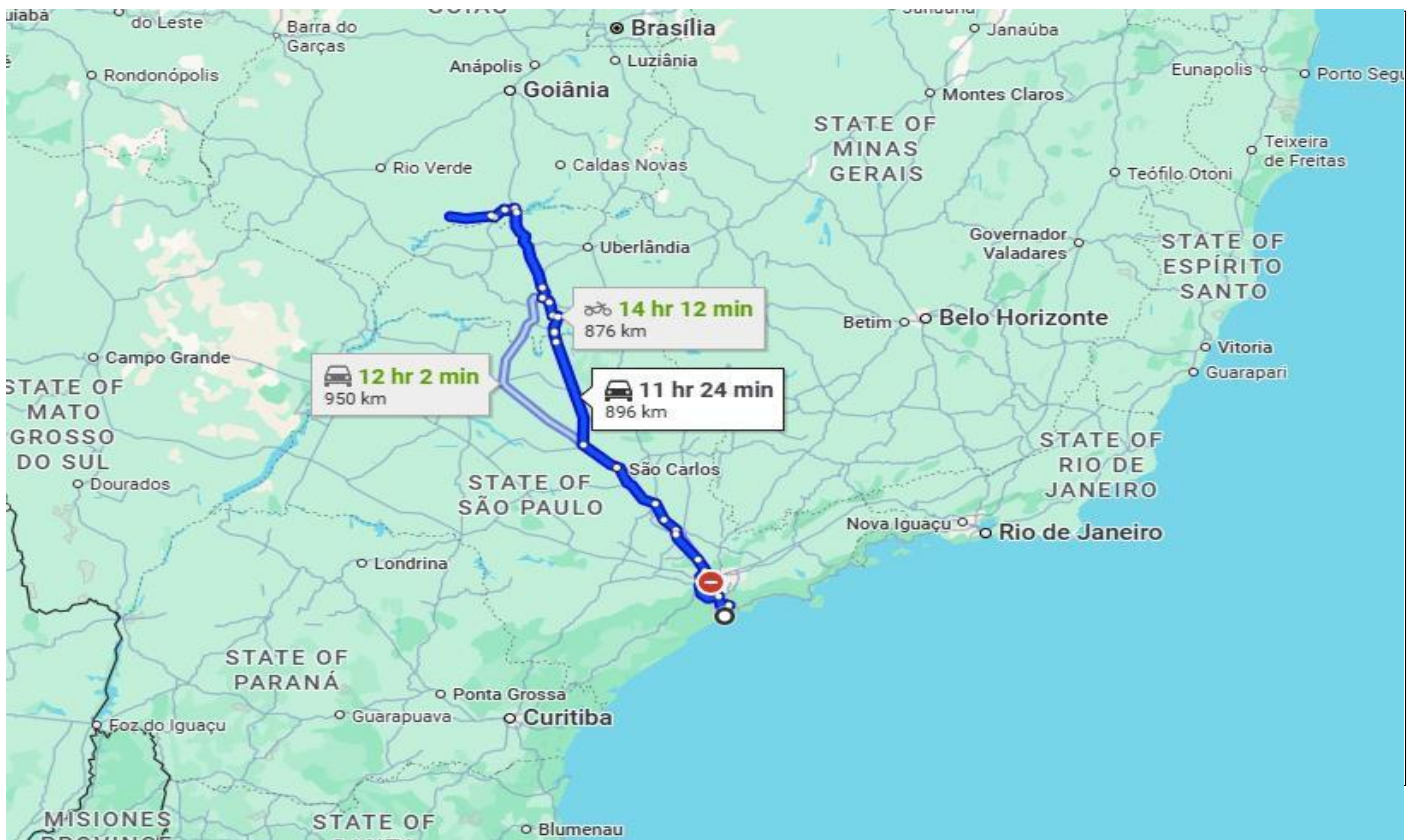 GOIÁS
uiabá
do Leste
Barra do
Garças
Brasília
Januária
Janaúba
Rondonópolis
Anápolis
Luziânia
Goiânia
Eunapolis
Porto Segu
Montes Claros
STATE OF
MINAS
GERAIS
Teixeira
de Freitas
Rio Verde
Caldas Novas
Teófilo Otoni
Governador
Valadares
Uberlândia
STATE OF
ESPÍRITO
SANTO
14 hr 12 min
876 km
Betim
Belo Horizonte
Vitoria
Guarapari
Campo Grande
12 hr 2 min
950 km
11 hr 24 min
896 km
STATE OF
MATO
GROSSO
DO SUL
Dourados
STATE OF
RIO DE
JANEIRO
São Carlos
STATE OF
SÃO PAULO
Nova Iguaçu
Rio de Janeiro
Londrina
STATE OF
PARANÁ
Ponta Grossa
Guarapuava
Curitiba
Foz do Iguaçu
MISIONES
PROVINCE
STATE OF
Blumenau